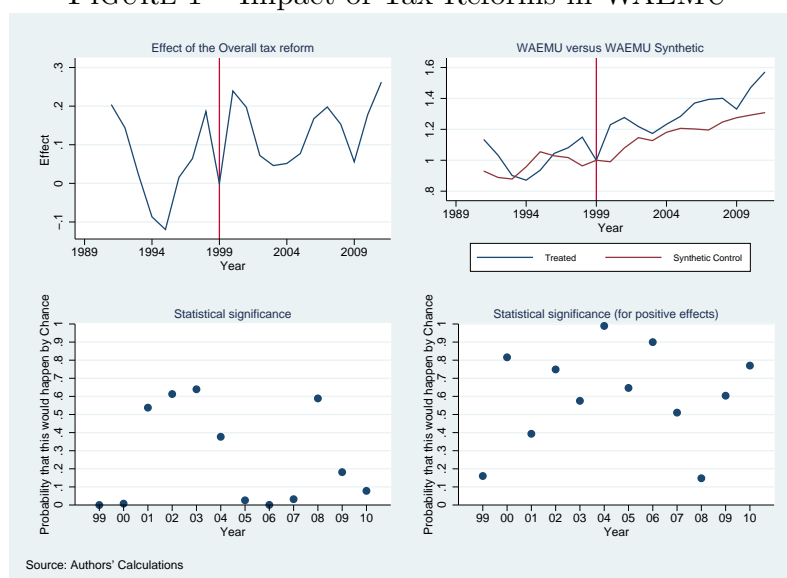 FIGURE 1 – Impact of Tax Reforms in WAEMU
Effect of the Overall tax reform
Effect
-.1 0 .1 .2 .3
1989 1994 1999 2004 2009
Year
WAEMU versus WAEMU Synthetic
.8 1 1.2 1.4 1.6
1989 1994 1999 2004 2009
Year
Treated Synthetic Control
Statistical significance
Probability that this would happen by Chance
0 .1 .2 .3 .4 .5 .6 .7 .8 .9 1
99 00 01 02 03 04 05 06 07 08 09 10
Year
Statistical significance (for positive effects)
Probability that this would happen by Chance
0 .1 .2 .3 .4 .5 .6 .7 .8 .9 1
99 00 01 02 03 04 05 06 07 08 09 10
Year
Source: Authors' Calculations